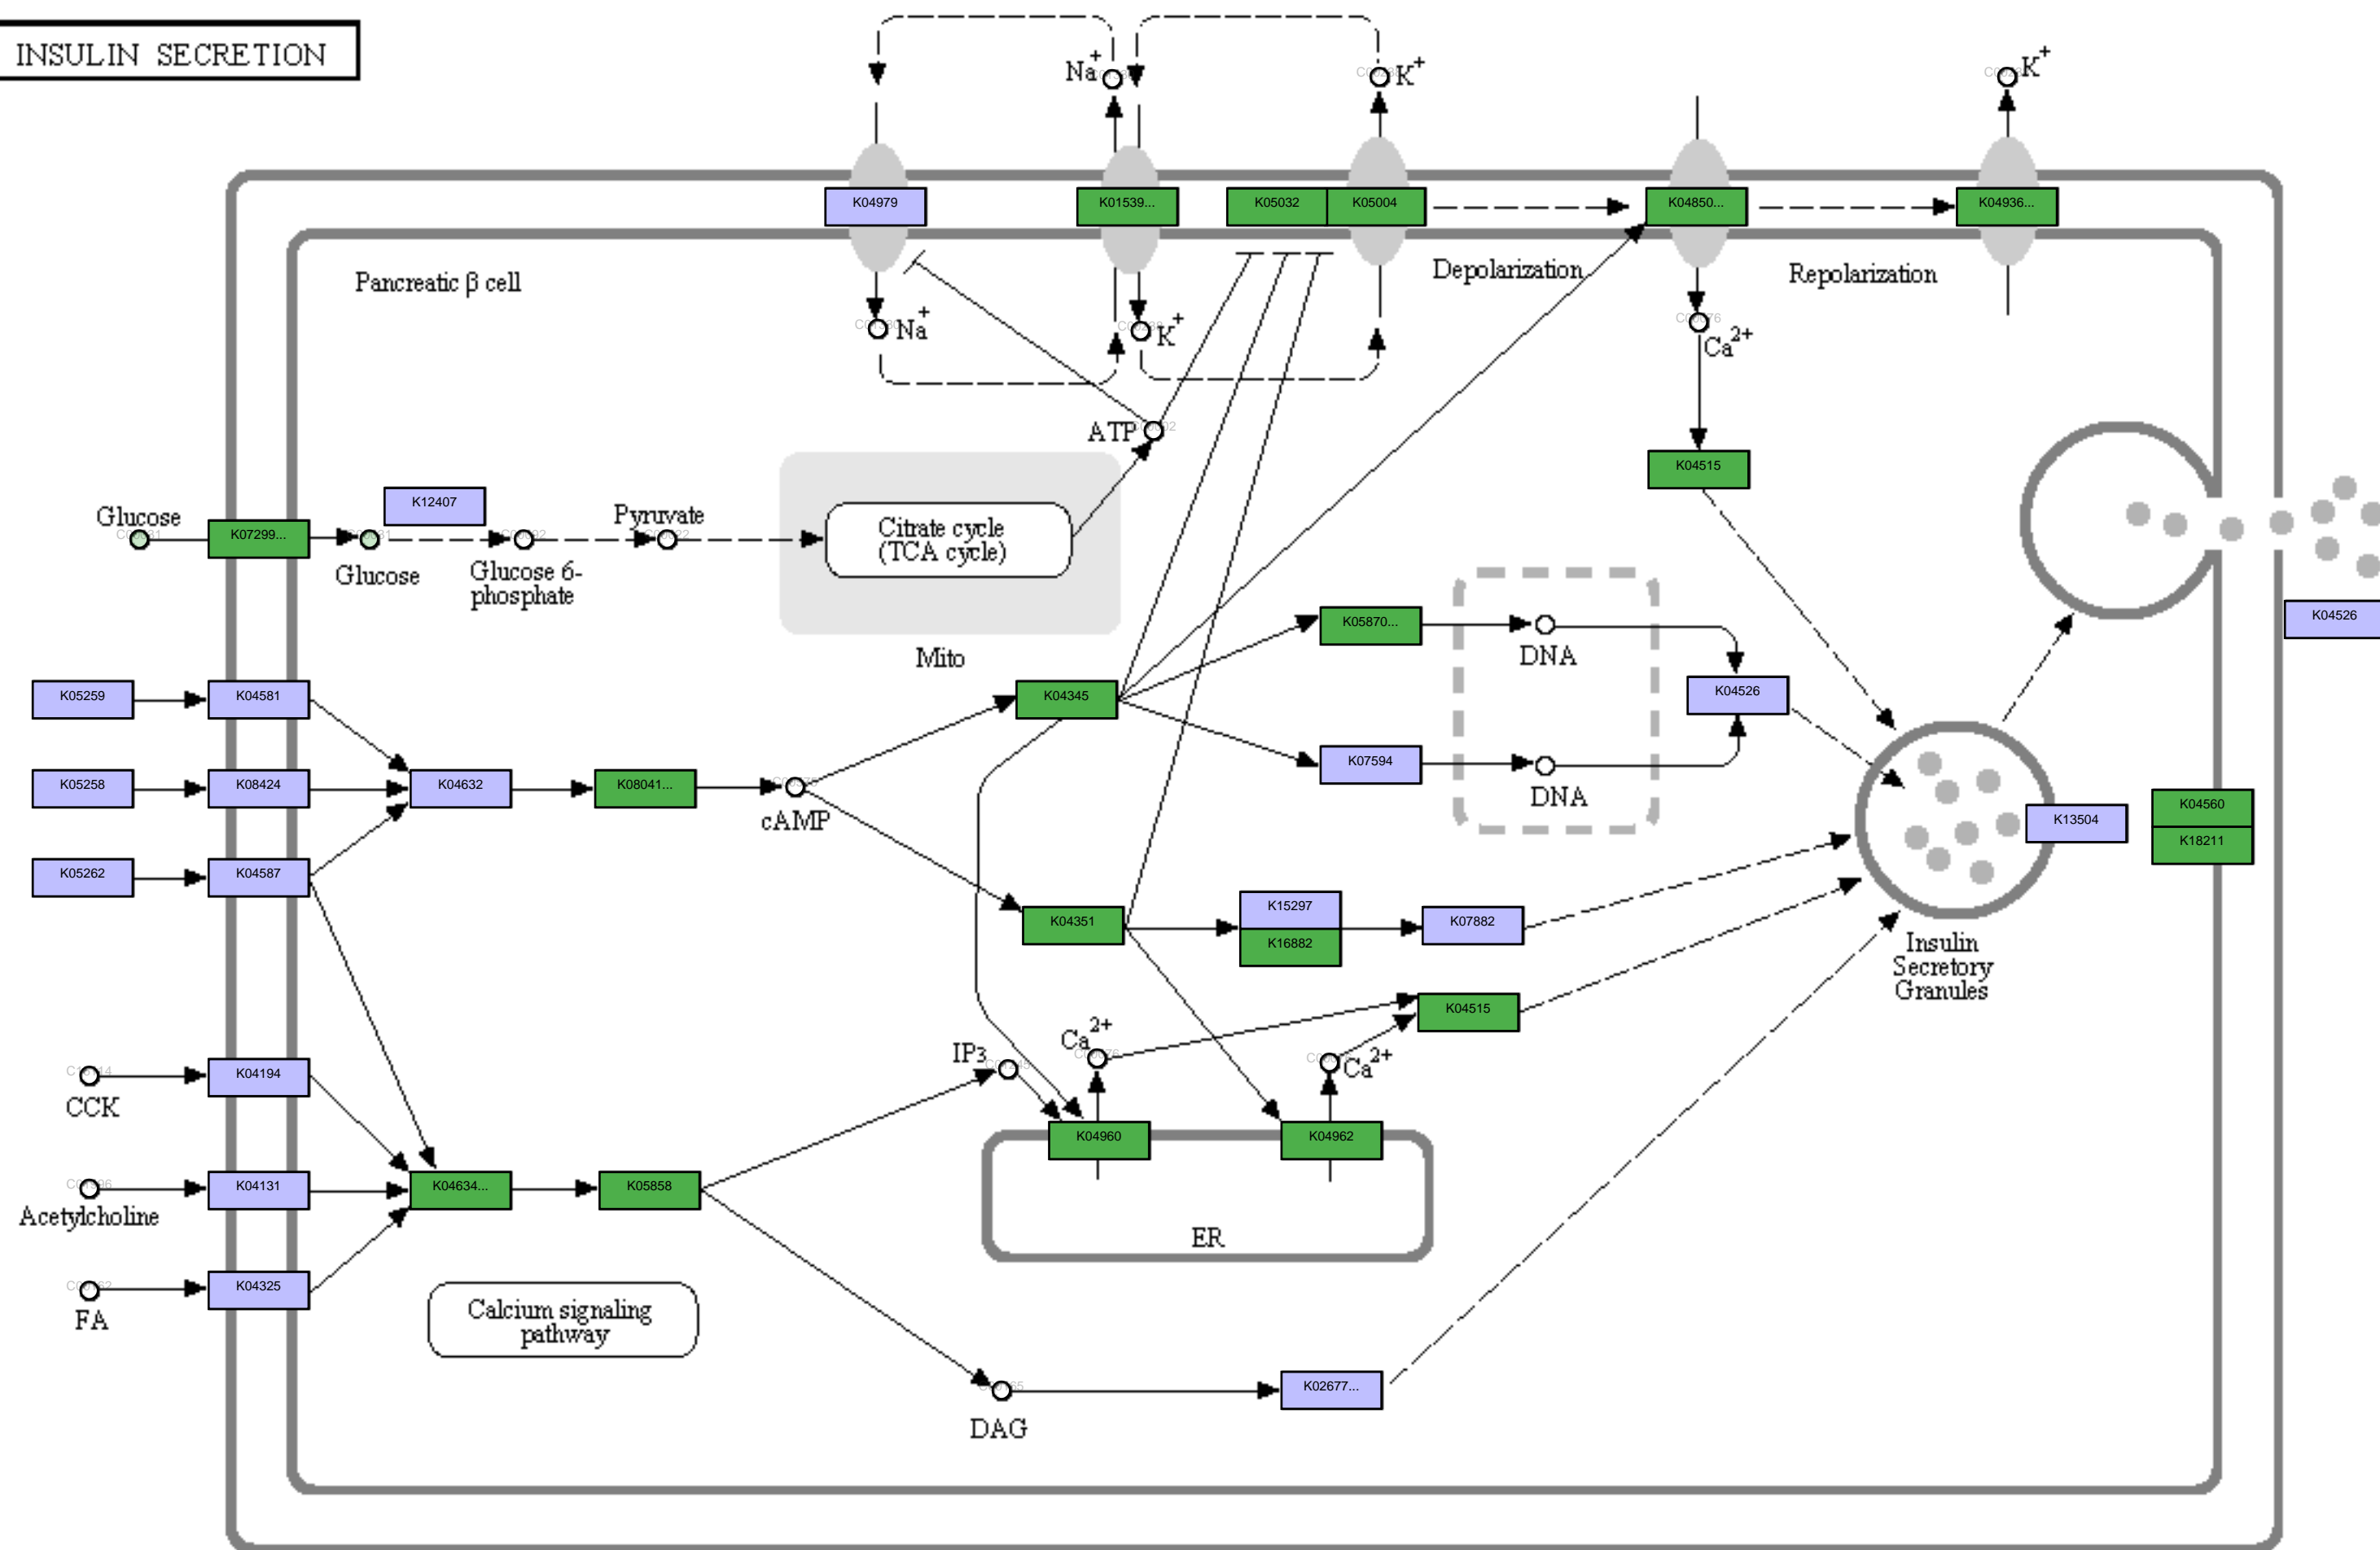 INSULIN SECRETION
Na+
K+
K+
K04979
K01539...
K05032
K05004
K04850...
K04936...
Pancreatic β cell
Depolarization
Repolarization
Na+
K+
Ca2+
ATP
K04515
K12407
Glucose
K07299...
Glucose
Glucose 6-
phosphate
Pyruvate
Citrate cycle
(TCA cycle)
Mito
K05870...
DNA
K04526
K04526
K05259
K04581
K04345
K07594
DNA
K05258
K08424
K04632
K08041...
cAMP
K13504
K04560
K18211
K05262
K04587
K04351
K15297
K16882
K07882
Insulin
Secretory
Granules
K04515
Ca2+
Ca2+
IP3
CCK
K04194
K04960
K04962
ER
Acetylcholine
K04131
K04634...
K05858
FA
K04325
Calcium signaling
pathway
DAG
K02677...